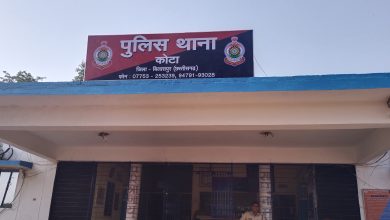 पुलिस थाना
कोटा
जिला - बिलासपुर (छत्तीसगढ़)
फोन : 07753 - 253239, 94791-93028